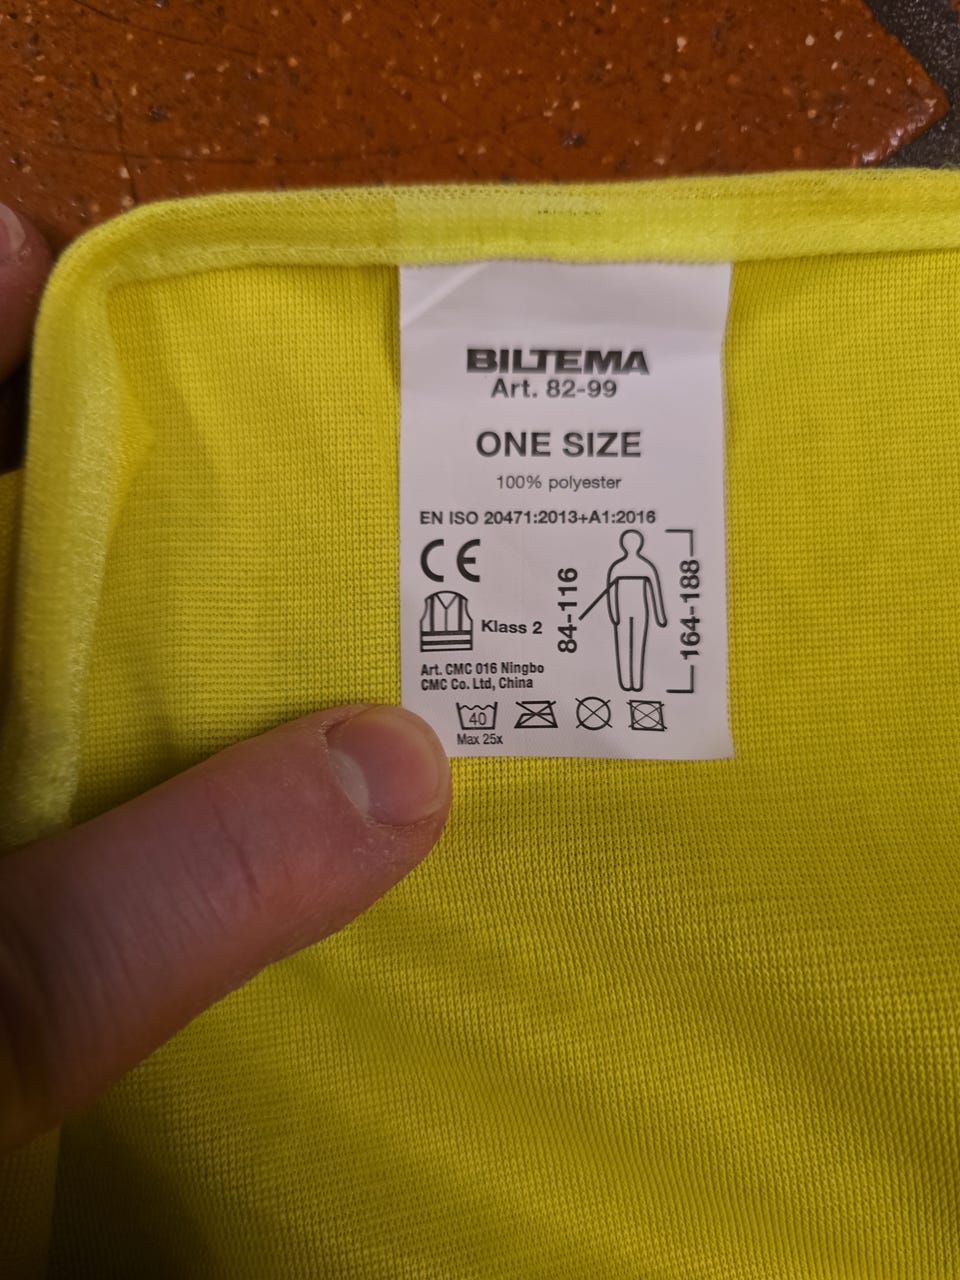 BILTEMA
Art. 82-99
ONE SIZE
100% polyester
EN ISO 20471:2013+A1:2016
CE
Klass 2
84-116
164-188
Art. CMC 016 Ningbo
CMC Co. Ltd, China
40
Max 25x